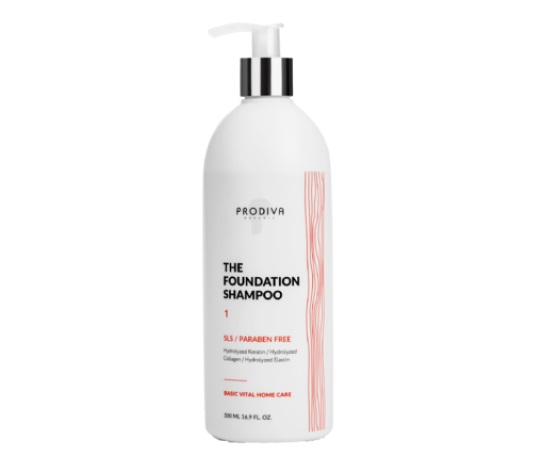 PRODIVA
THE
FOUNDATION
SHAMPOO
1
SLS / PARABEN FREE
Hydrolyzed Keratin / Hydrolyzed
Collagen / Hydrolyzed Elastin
BASIC VITAL HOME CARE
500 ML 16.9 FL. OZ.